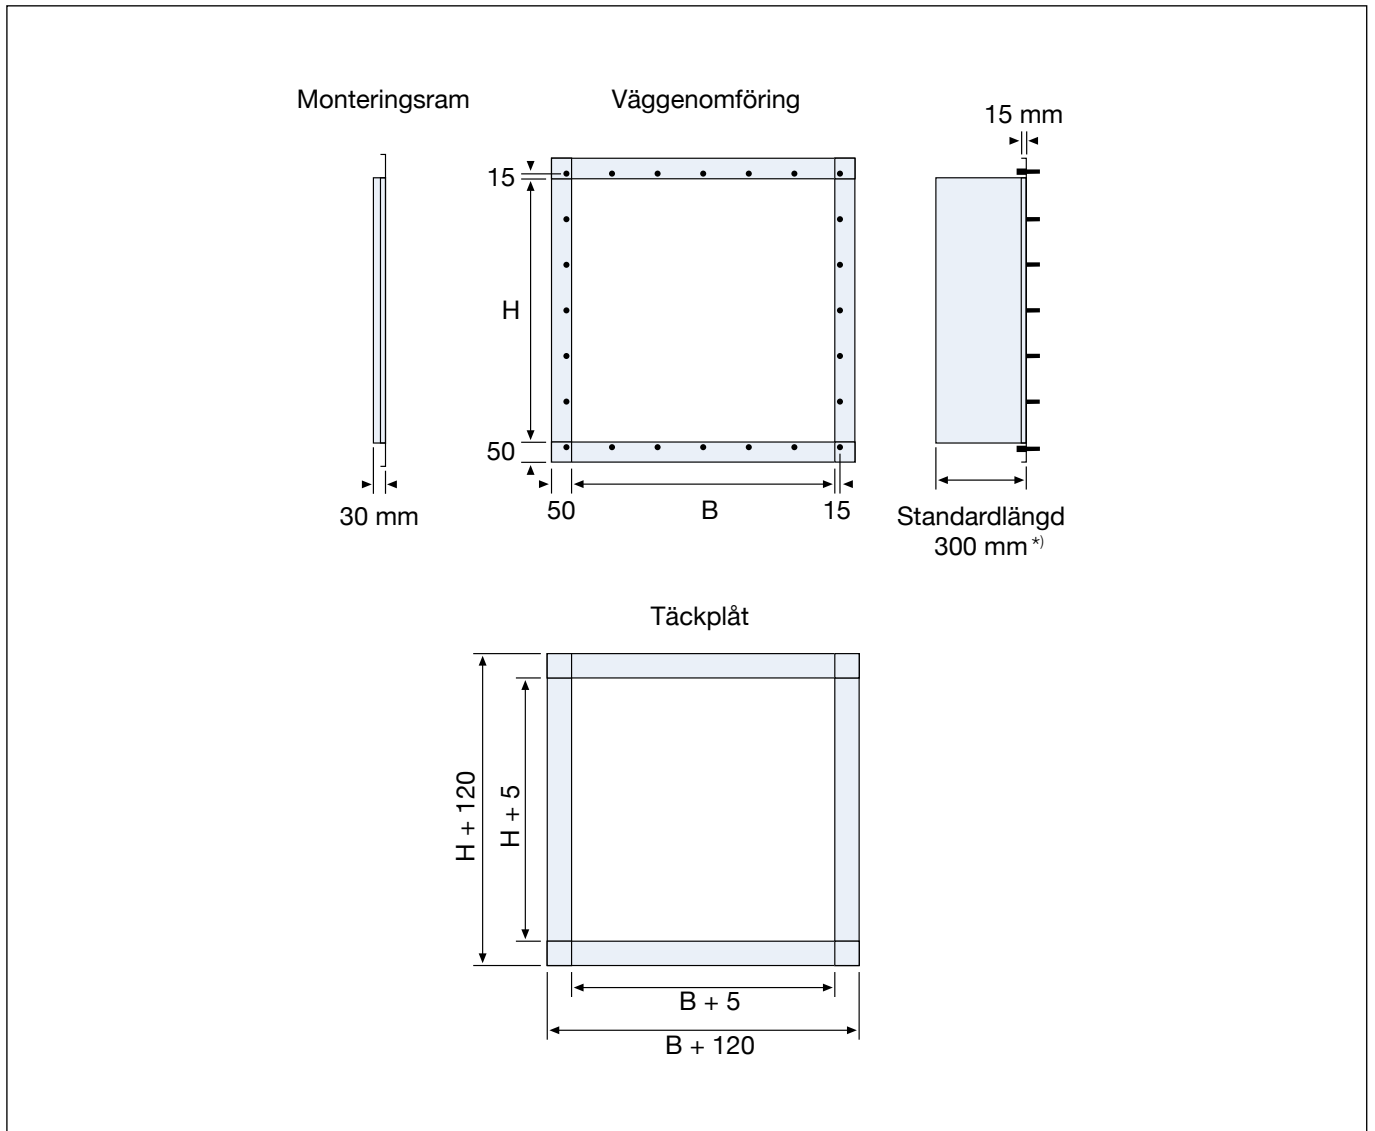 Monteringsram
Väggenomföring
15 mm
15
H
50
30 mm
50
B
15
Standardlängd
300 mm *)
Täckplåt
H + 120
H + 5
B + 5
B + 120